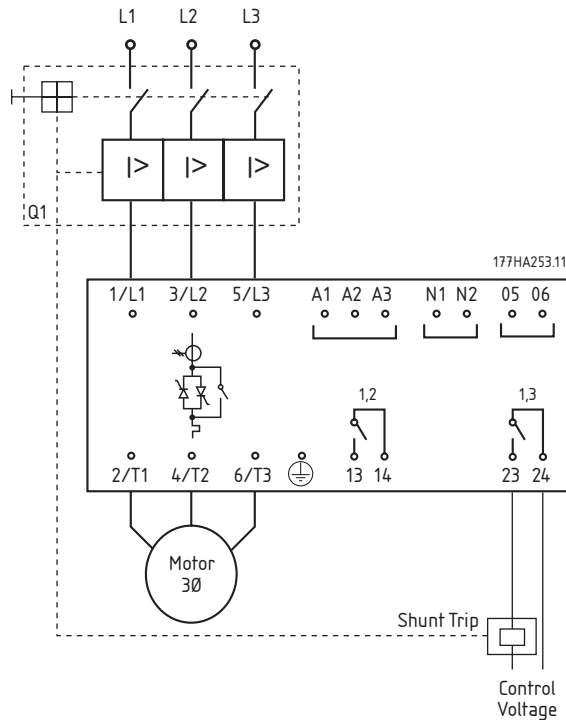 L1 L2 L3
I> I> I>
Q1
177HA253.11
1/L1 3/L2 5/L3 A1 A2 A3 N1 N2 05 06
1,2 1,3
2/T1 4/T2 6/T3 13 14 23 24
Motor
3Ø
Shunt Trip
Control
Voltage